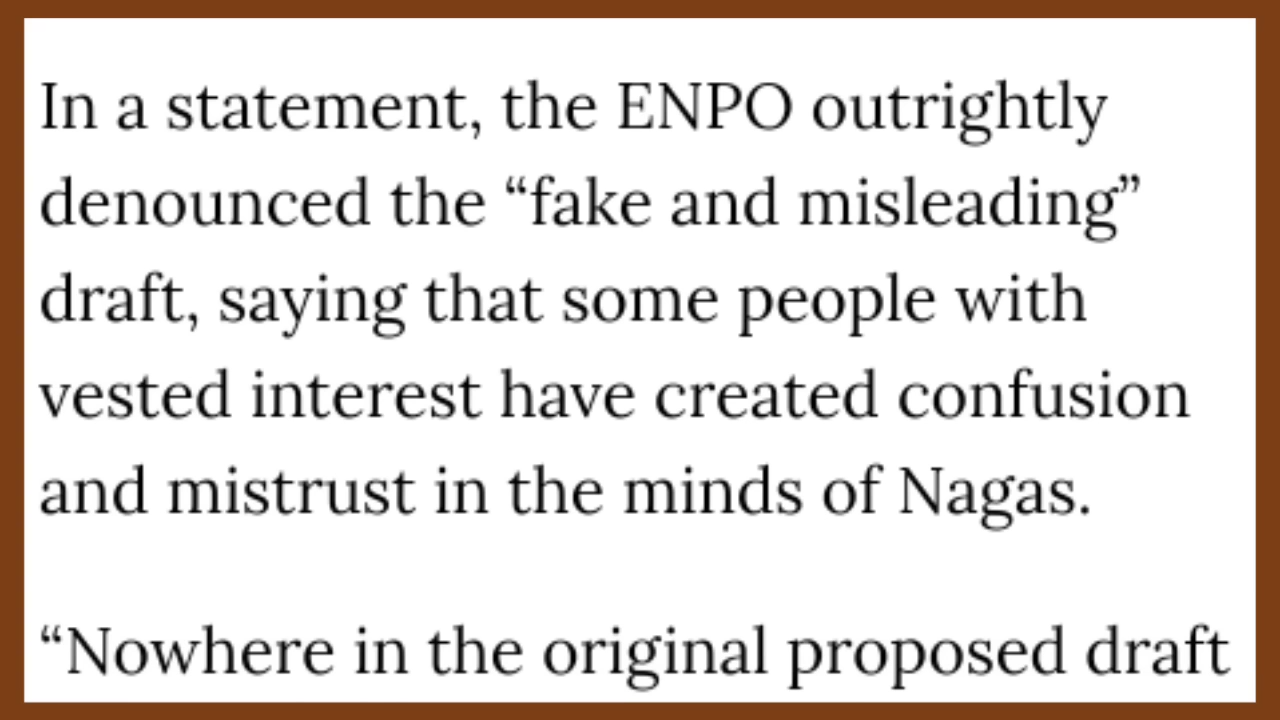 In a statement, the ENPO outrightly
denounced the “fake and misleading”
draft, saying that some people with
vested interest have created confusion
and mistrust in the minds of Nagas.
“Nowhere in the original proposed draft